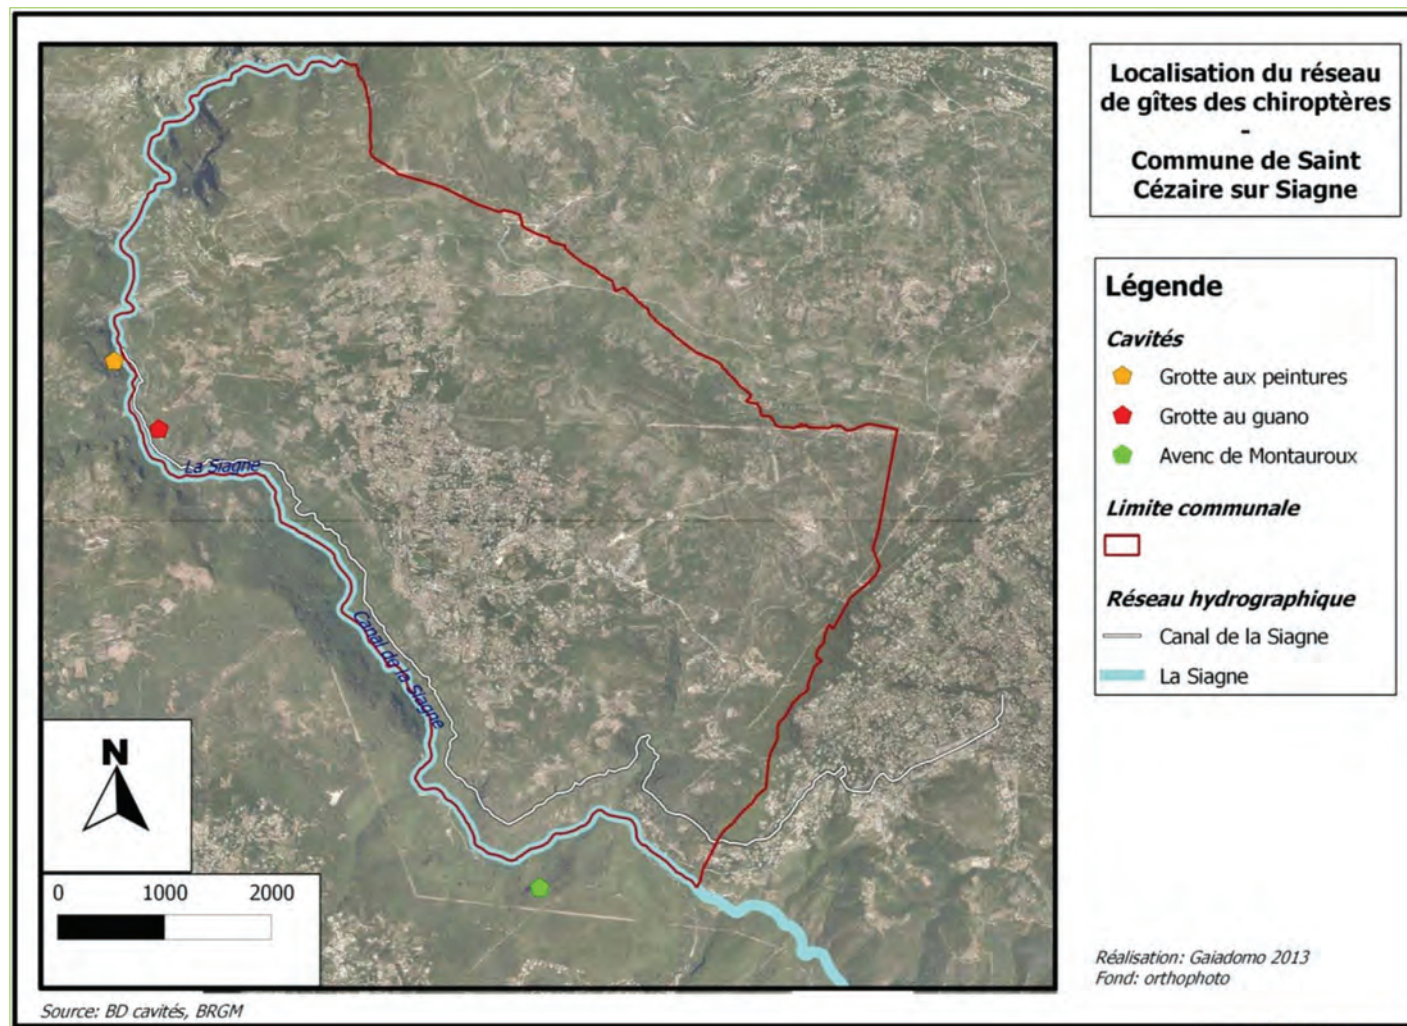 Localisation du réseau
de gîtes des chiroptères
-
Commune de Saint
Cézaire sur Siagne
Légende
Cavités
Grotte aux peintures
Grotte au guano
Avenc de Montauroux
Limite communale
Réseau hydrographique
Canal de la Siagne
La Siagne
La Siagne
Canal de la Siagne
N
0 1000 2000
Réalisation: Gaiadomo 2013
Fond: orthophoto
Source: BD cavités, BRGM